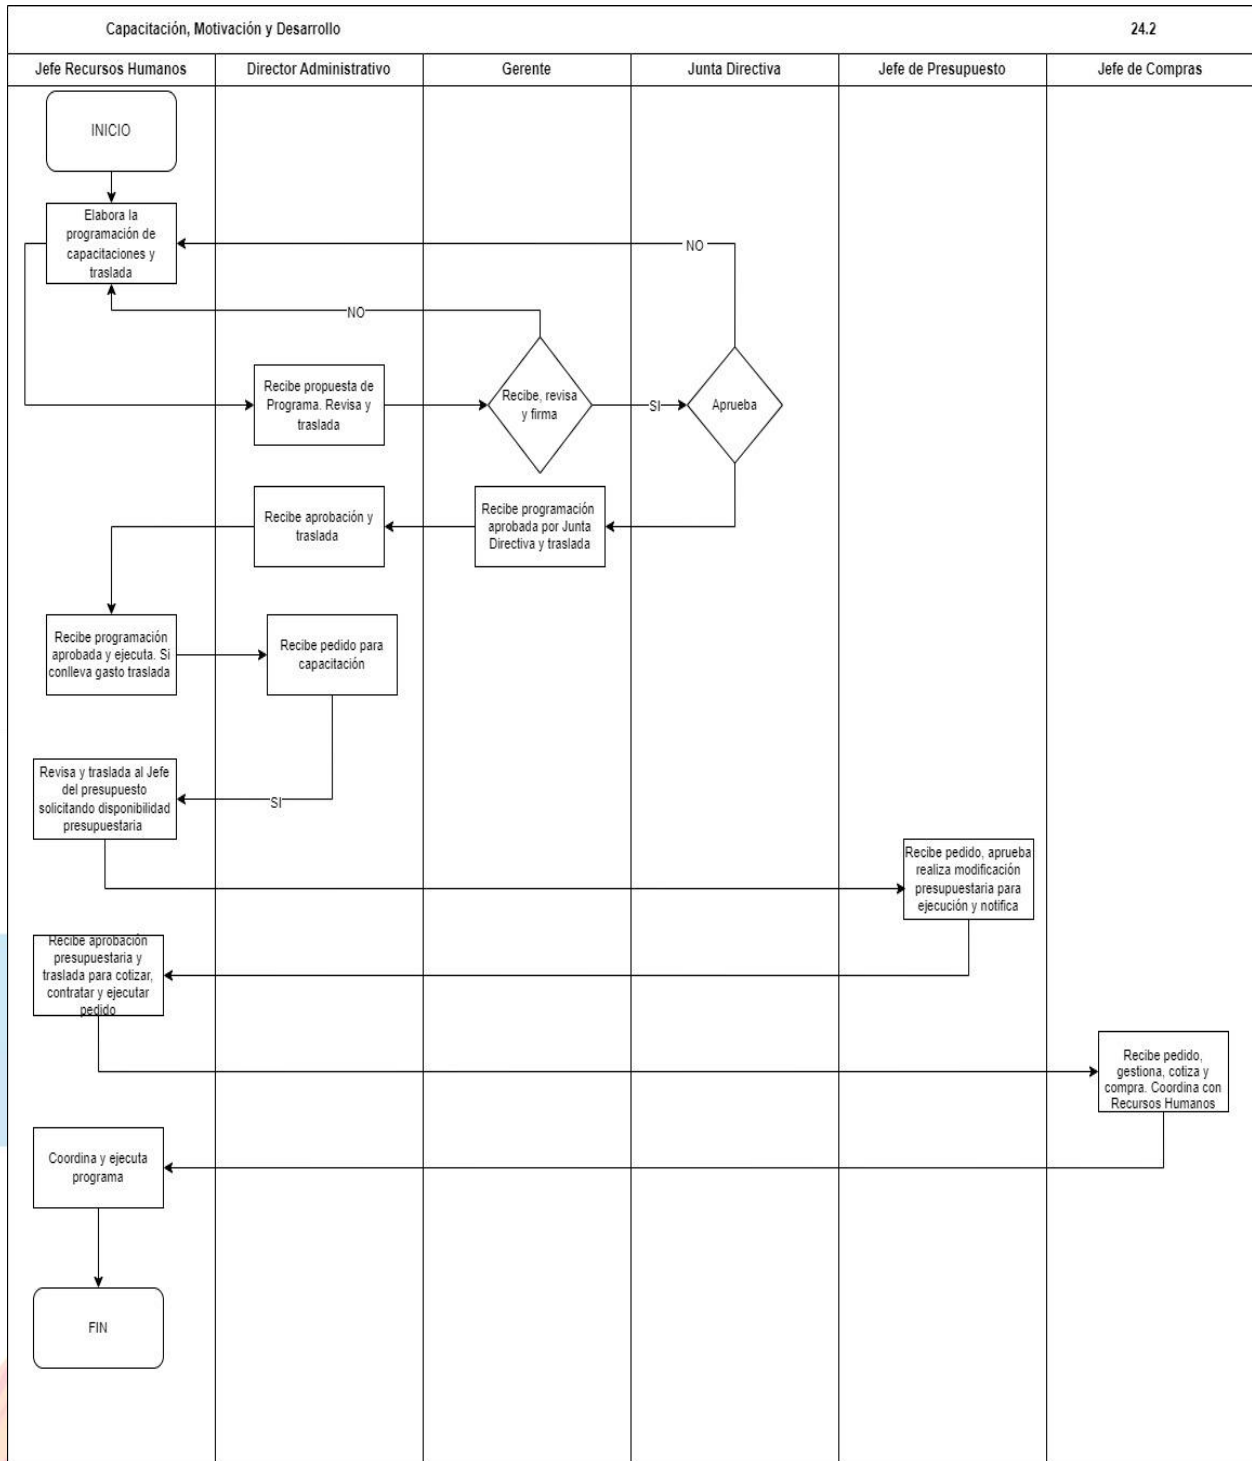 Capacitación, Motivación y Desarrollo
24.2
Jefe Recursos Humanos
Director Administrativo
Gerente
Junta Directiva
Jefe de Presupuesto
Jefe de Compras
INICIO
Elabora la
programación de
capacitaciones y
traslada
NO
NO
Recibe propuesta de
Programa. Revisa y
traslada
Recibe, revisa
y firma
SI
Aprueba
Recibe aprobación y
traslada
Recibe programación
aprobada por Junta
Directiva y traslada
Recibe programación
aprobada y ejecuta. Si
conlleva gasto traslada
Recibe pedido para
capacitación
Revisa y traslada al Jefe
del presupuesto
solicitando disponibilidad
presupuestaria
SI
Recibe pedido, aprueba
realiza modificación
presupuestaria para
ejecución y notifica
Recibe aprobación
presupuestaria y
traslada para cotizar,
contratar y ejecutar
pedido
Recibe pedido,
gestiona, cotiza y
compra. Coordina con
Recursos Humanos
Coordina y ejecuta
programa
FIN